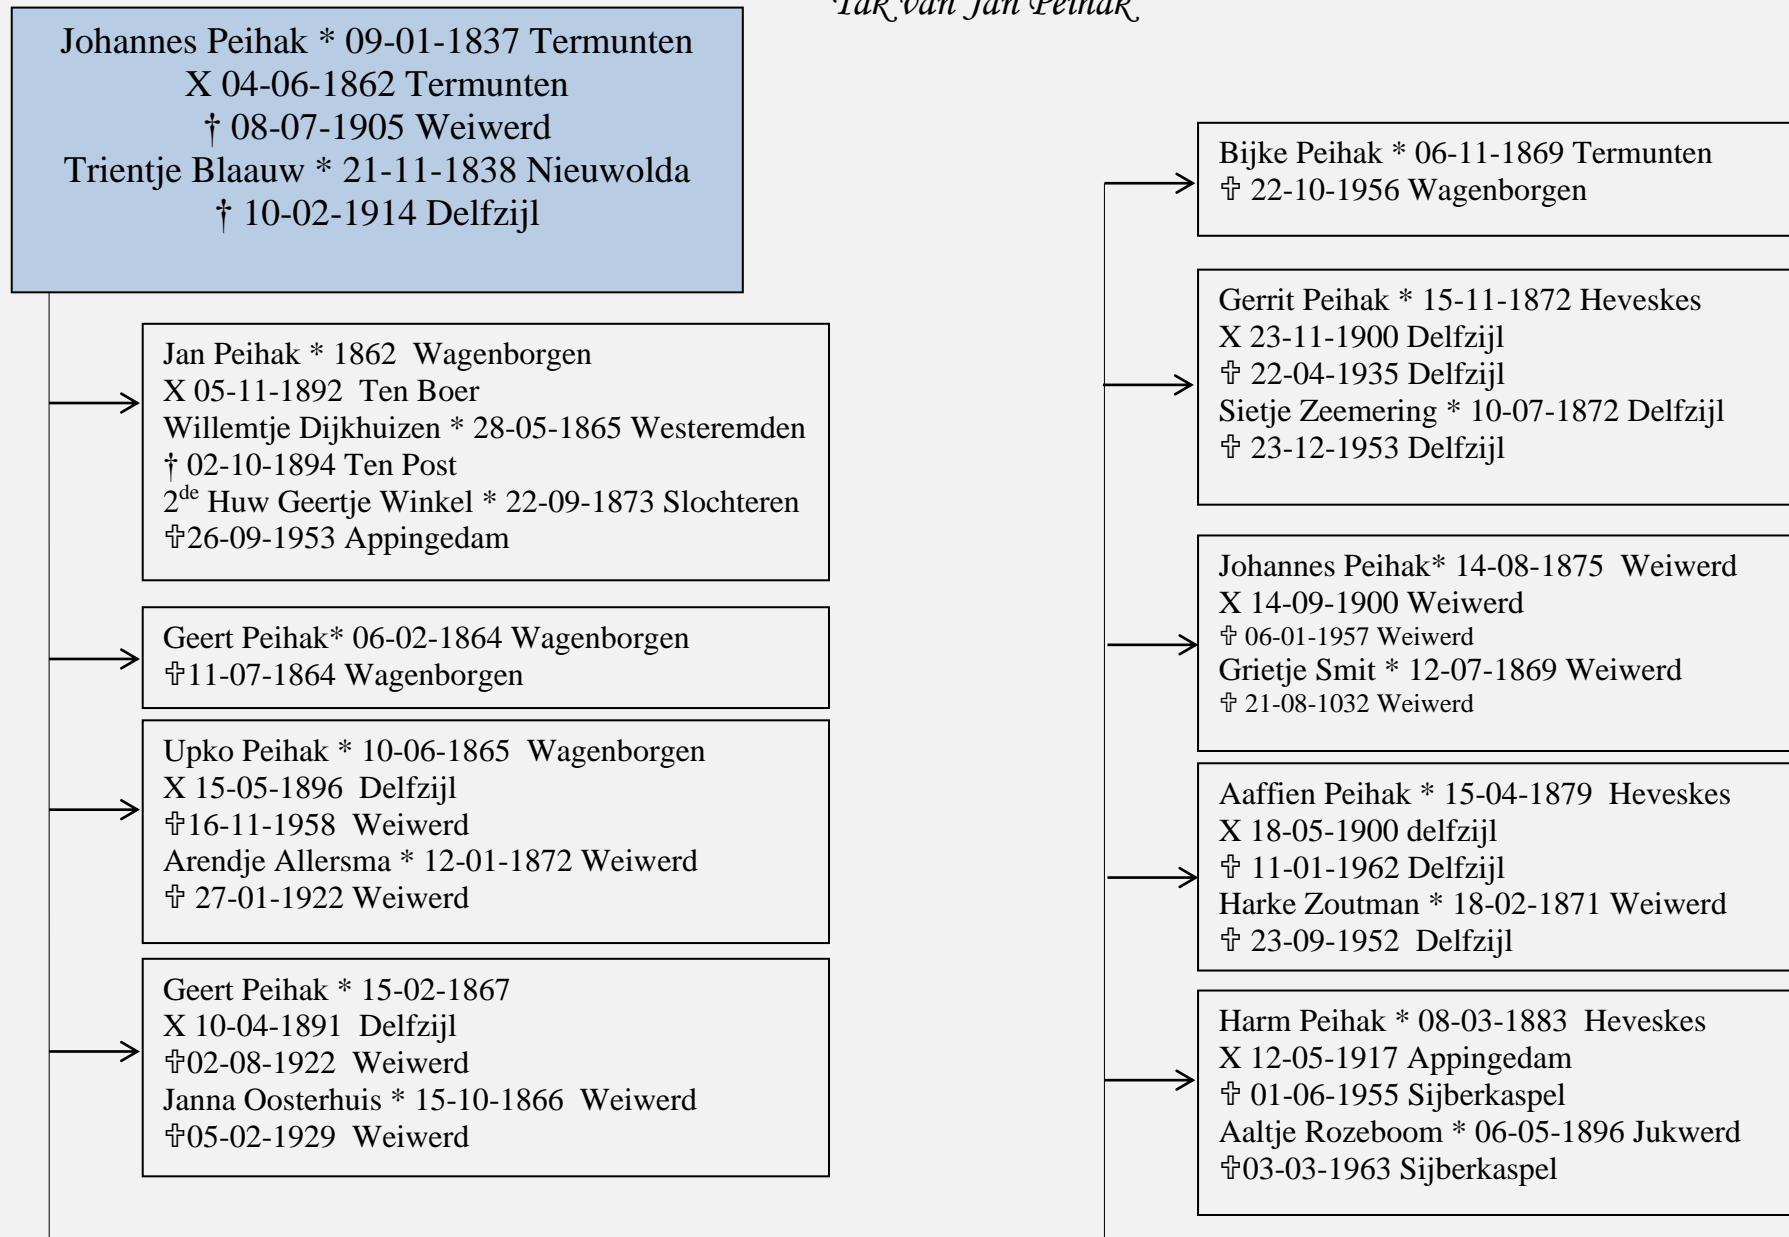 Tak van Jan Peihak
Johannes Peihak * 09-01-1837 Termunten
X 04-06-1862 Termunten
† 08-07-1905 Weiwerd
Trientje Blaauw * 21-11-1838 Nieuwolda
† 10-02-1914 Delfzijl
Jan Peihak * 1862 Wagenborgen
X 05-11-1892 Ten Boer
Willemtje Dijkhuizen * 28-05-1865 Westeremden
† 02-10-1894 Ten Post
2de Huw Geertje Winkel * 22-09-1873 Slochteren
✞26-09-1953 Appingedam
Geert Peihak* 06-02-1864 Wagenborgen
✞11-07-1864 Wagenborgen
Upko Peihak * 10-06-1865 Wagenborgen
X 15-05-1896 Delfzijl
✞16-11-1958 Weiwerd
Arendje Allersma * 12-01-1872 Weiwerd
✞ 27-01-1922 Weiwerd
Geert Peihak * 15-02-1867
X 10-04-1891 Delfzijl
✞02-08-1922 Weiwerd
Janna Oosterhuis * 15-10-1866 Weiwerd
✞05-02-1929 Weiwerd
Bijke Peihak * 06-11-1869 Termunten
✞ 22-10-1956 Wagenborgen
Gerrit Peihak * 15-11-1872 Heveskes
X 23-11-1900 Delfzijl
✞ 22-04-1935 Delfzijl
Sietje Zeemering * 10-07-1872 Delfzijl
✞ 23-12-1953 Delfzijl
Johannes Peihak* 14-08-1875 Weiwerd
X 14-09-1900 Weiwerd
✞ 06-01-1957 Weiwerd
Grietje Smit * 12-07-1869 Weiwerd
✞ 21-08-1032 Weiwerd
Aaffien Peihak * 15-04-1879 Heveskes
X 18-05-1900 delfzijl
✞ 11-01-1962 Delfzijl
Harke Zoutman * 18-02-1871 Weiwerd
✞ 23-09-1952 Delfzijl
Harm Peihak * 08-03-1883 Heveskes
X 12-05-1917 Appingedam
✞ 01-06-1955 Sijberkaspel
Aaltje Rozeboom * 06-05-1896 Jukwerd
✞03-03-1963 Sijberkaspel